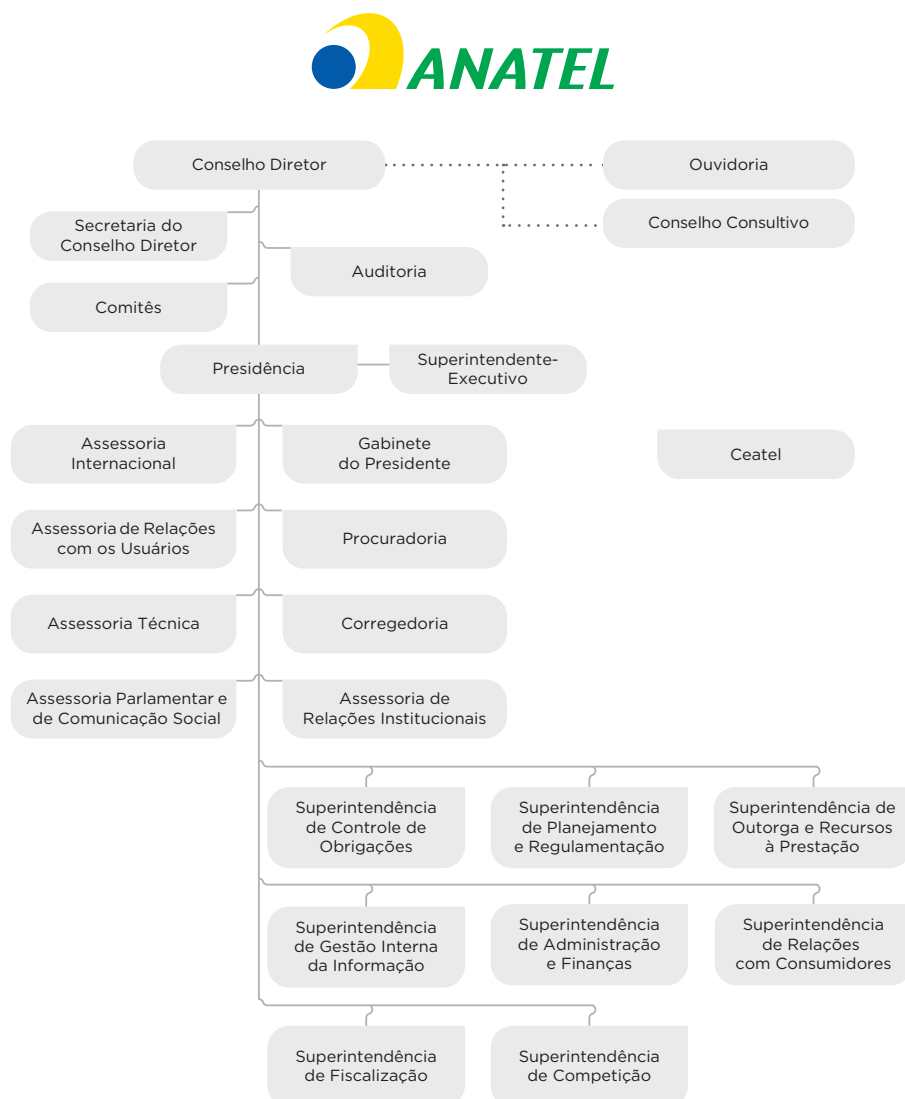 ANATEL
Conselho Diretor
Ouvidoria
Secretaria do
Conselho Diretor
Conselho Consultivo
Auditoria
Comitês
Presidência
Superintendente-
Executivo
Assessoria
Internacional
Gabinete
do Presidente
Ceatel
Assessoria de Relações
com os Usuários
Procuradoria
Assessoria Técnica
Corregedoria
Assessoria Parlamentar e
de Comunicação Social
Assessoria de
Relações Institucionais
Superintendência
de Controle de
Obrigações
Superintendência
de Planejamento
e Regulamentação
Superintendência de
Outorga e Recursos
à Prestação
Superintendência
de Gestão Interna
da Informação
Superintendência
de Administração
e Finanças
Superintendência
de Relações
com Consumidores
Superintendência
de Fiscalização
Superintendência
de Competição